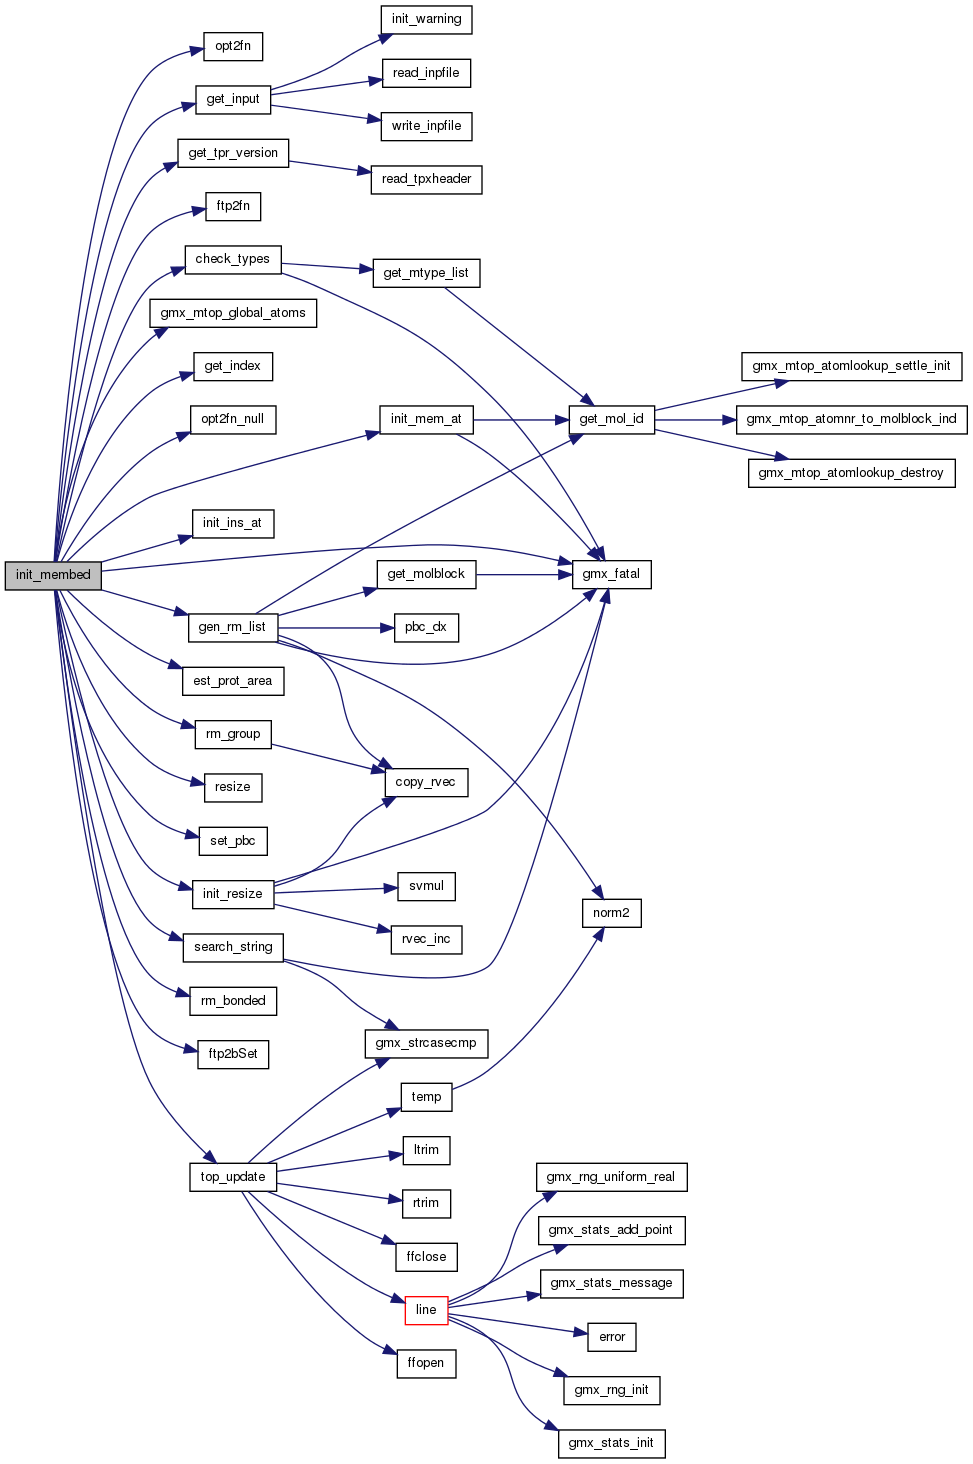 init_warning
opt2fn
read_inpfile
get_input
write_inpfile
get_tpr_version
read_tpxheader
ftp2fn
check_types
get_mtype_list
gmx_mtop_global_atoms
get_index
gmx_mtop_atomlookup_settle_init
opt2fn_null
init_mem_at
get_mol_id
gmx_mtop_atomnr_to_molblock_ind
gmx_mtop_atomlookup_destroy
init_ins_at
init_membed
get_molblock
gmx_fatal
gen_rm_list
pbc_dx
est_prot_area
rm_group
resize
copy_rvec
set_pbc
init_resize
svmul
norm2
search_string
rvec_inc
rm_bonded
ftp2bSet
gmx_strcasecmp
temp
ltrim
top_update
gmx_rng_uniform_real
rtrim
gmx_stats_add_point
ffclose
gmx_stats_message
line
error
ffopen
gmx_rng_init
gmx_stats_init